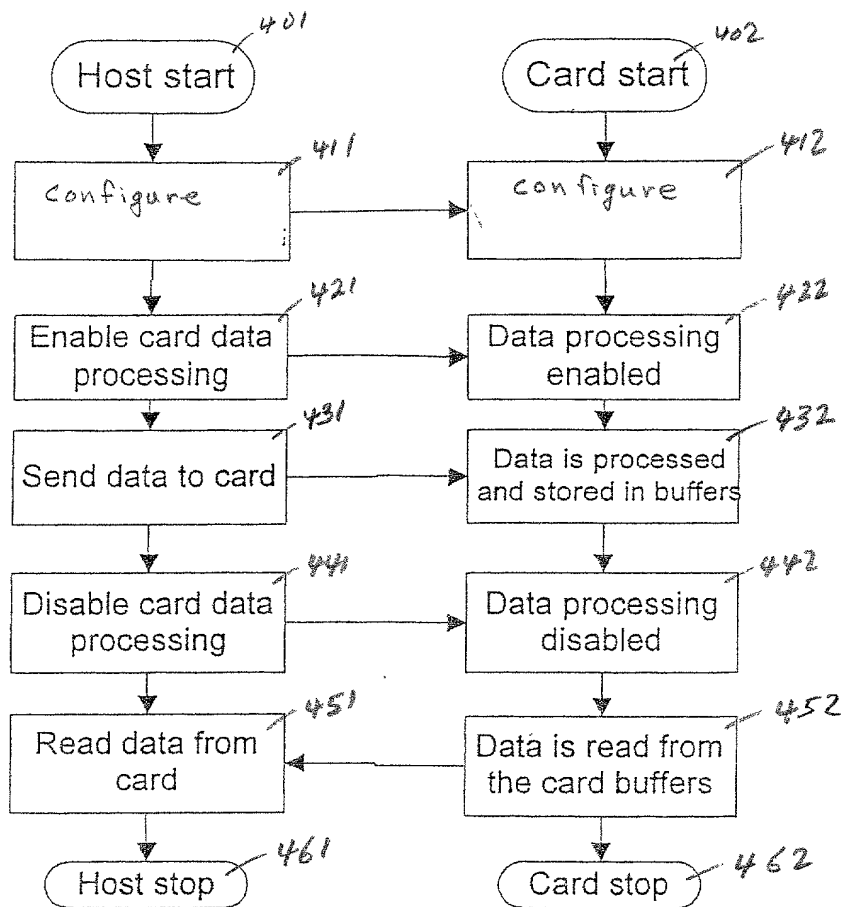 401
402
Host start
Card start
411
412
configure
configure
421
422
Enable card data
processing
Data processing
enabled
431
432
Send data to card
Data is processed
and stored in buffers
441
442
Disable card data
processing
Data processing
disabled
451
452
Read data from
card
Data is read from
the card buffers
461
462
Host stop
Card stop